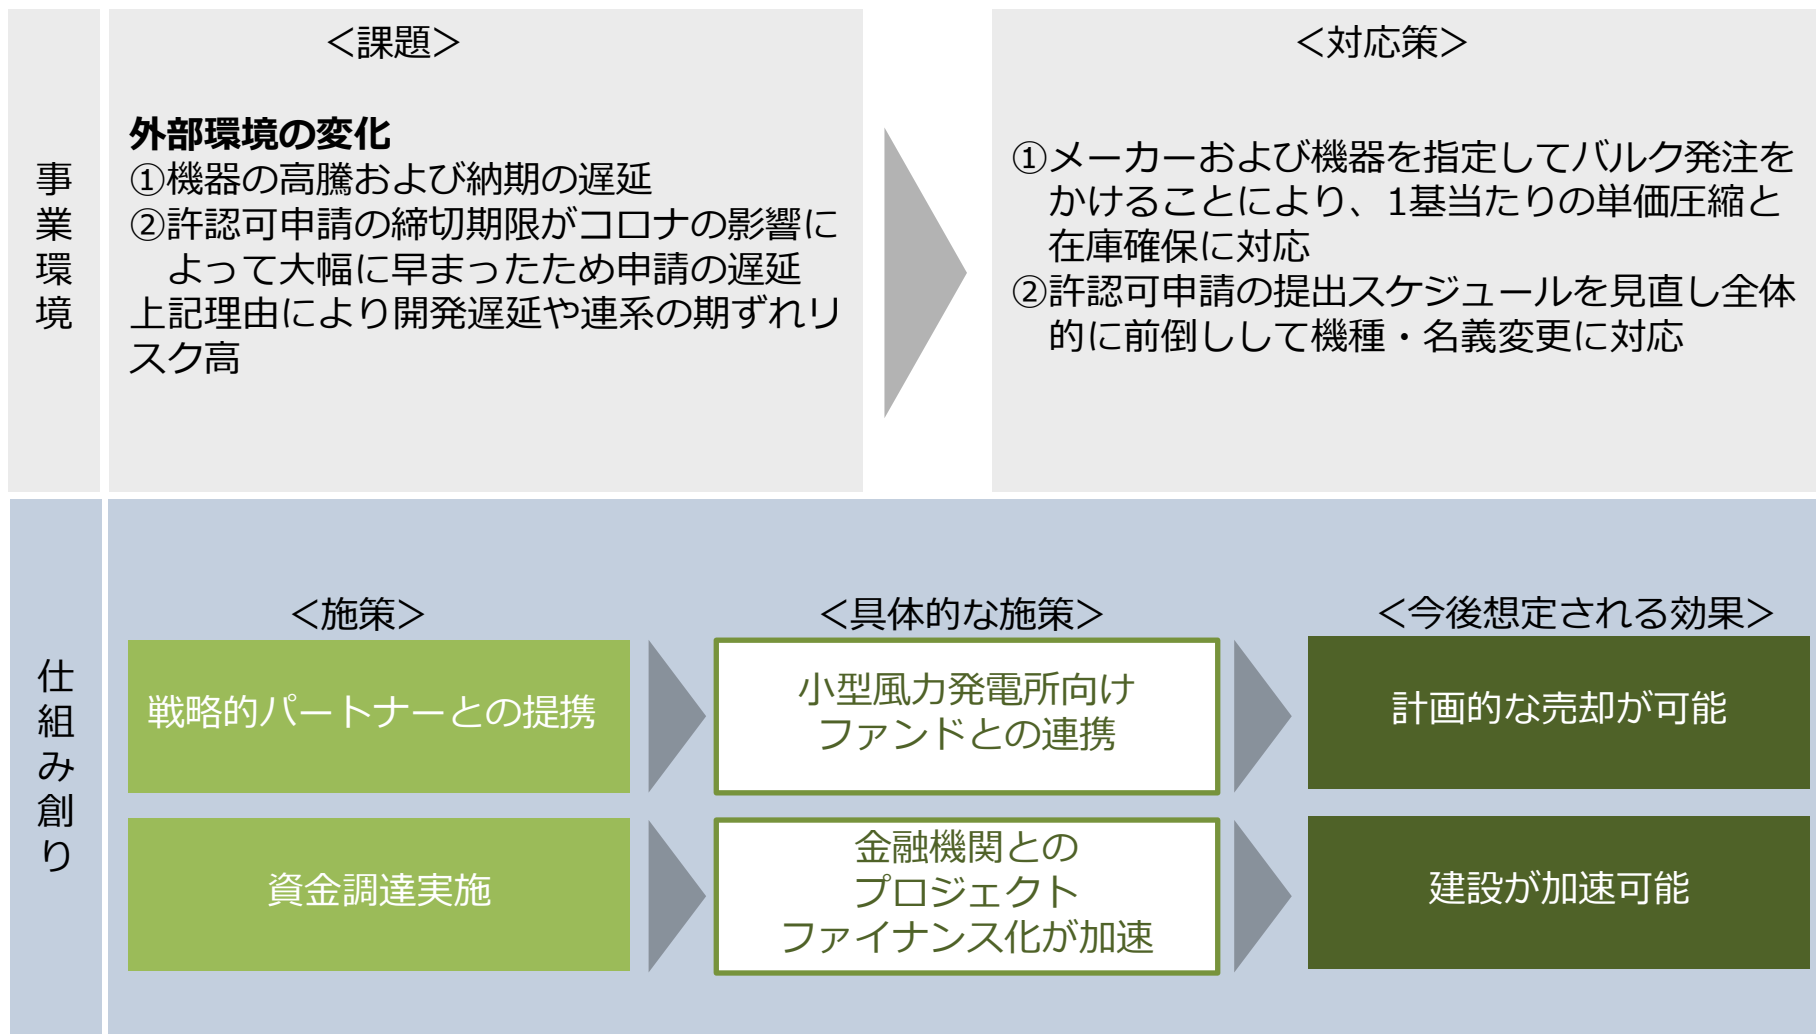 事業環境
＜課題＞
外部環境の変化
①機器の高騰および納期の遅延
②許認可申請の締切期限がコロナの影響に
よって大幅に早まったため申請の遅延
上記理由により開発遅延や連系の期ずれリ
スク高
＜対応策＞
①メーカーおよび機器を指定してバルク発注を
かけることにより、1基当たりの単価圧縮と
在庫確保に対応
②許認可申請の提出スケジュールを見直し全体
的に前倒しして機種・名義変更に対応
仕組み創り
＜施策＞
＜具体的な施策＞
＜今後想定される効果＞
戦略的パートナーとの提携
小型風力発電所向け
ファンドとの連携
計画的な売却が可能
資金調達実施
金融機関との
プロジェクト
ファイナンス化が加速
建設が加速可能